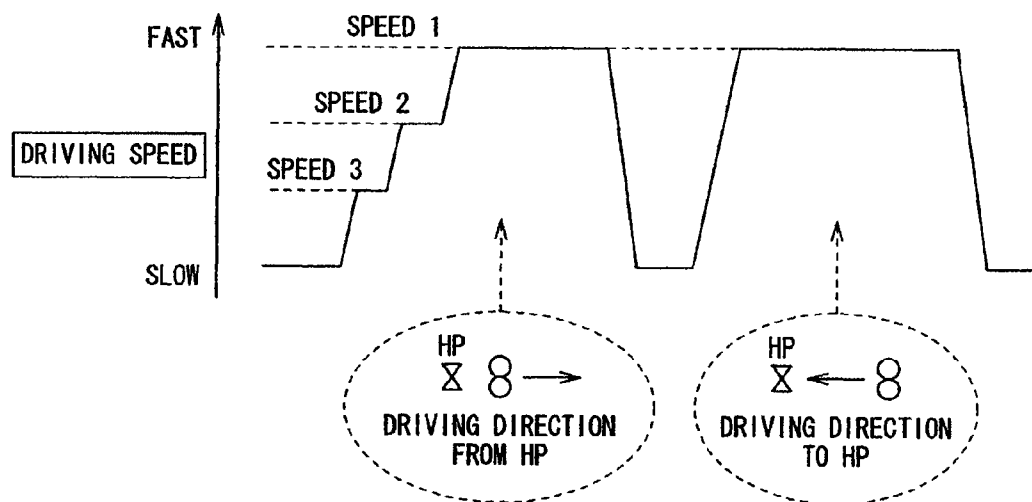 FAST
SPEED 1
SPEED 2
DRIVING SPEED
SPEED 3
SLOW
HP
DRIVING DIRECTION
FROM HP
HP
DRIVING DIRECTION
TO HP